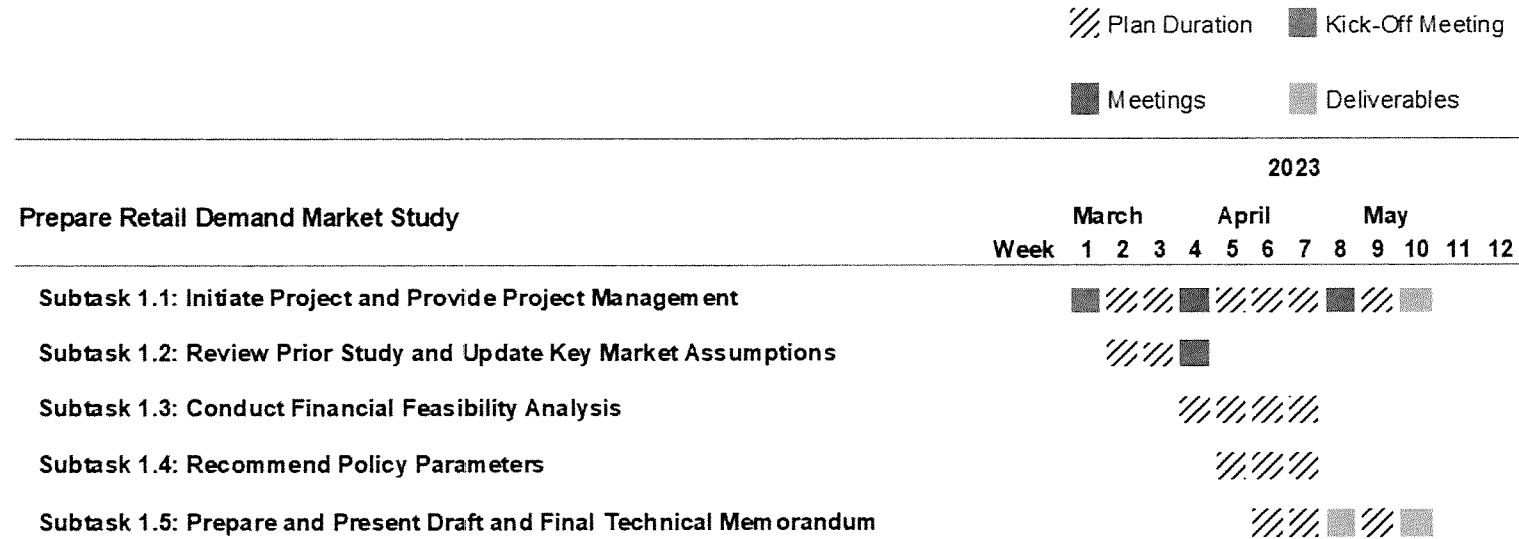 Plan Duration Kick-Off Meeting
Meetings Deliverables
2023
Prepare Retail Demand Market Study March April May
Week 1 2 3 4 5 6 7 8 9 10 11 12
Subtask 1.1: Initiate Project and Provide Project Management
Subtask 1.2: Review Prior Study and Update Key Market Assumptions
Subtask 1.3: Conduct Financial Feasibility Analysis
Subtask 1.4: Recommend Policy Parameters
Subtask 1.5: Prepare and Present Draft and Final Technical Memorandum